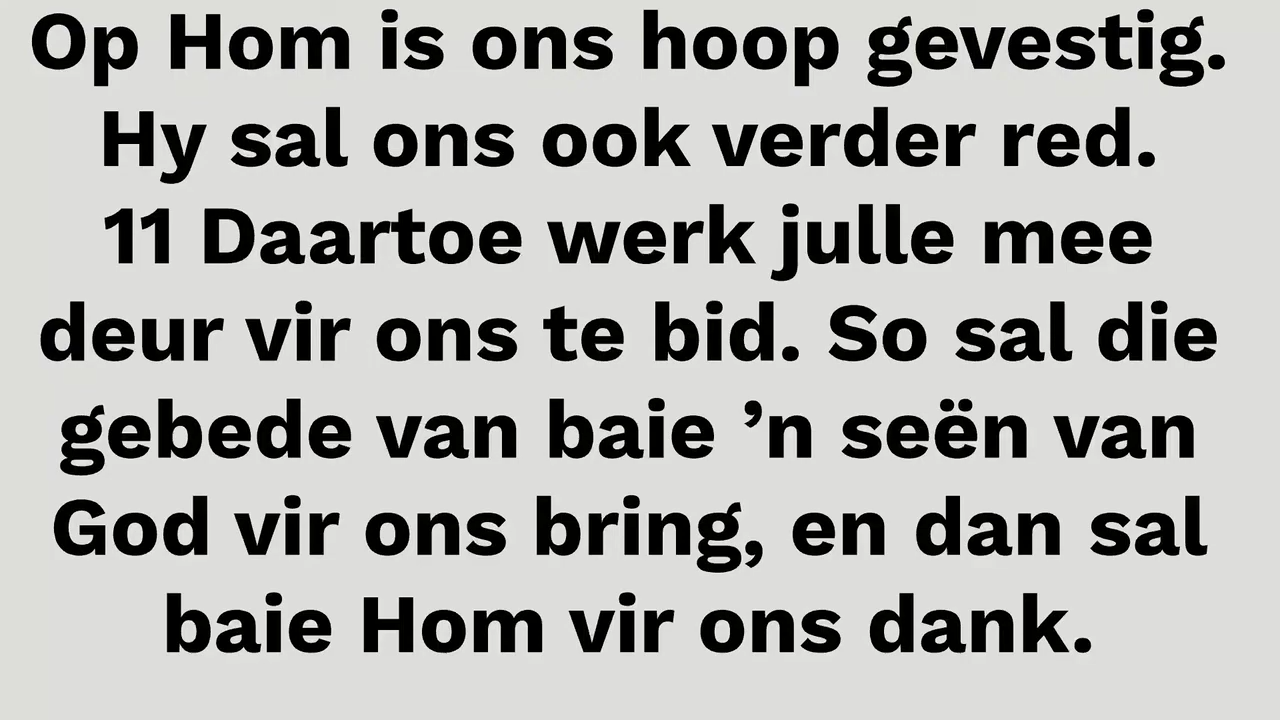 Op Hom is ons hoop gevestig.
Hy sal ons ook verder red.
11 Daartoe werk julle mee
deur vir ons te bid. So sal die
gebede van baie ’n seën van
God vir ons bring, en dan sal
baie Hom vir ons dank.